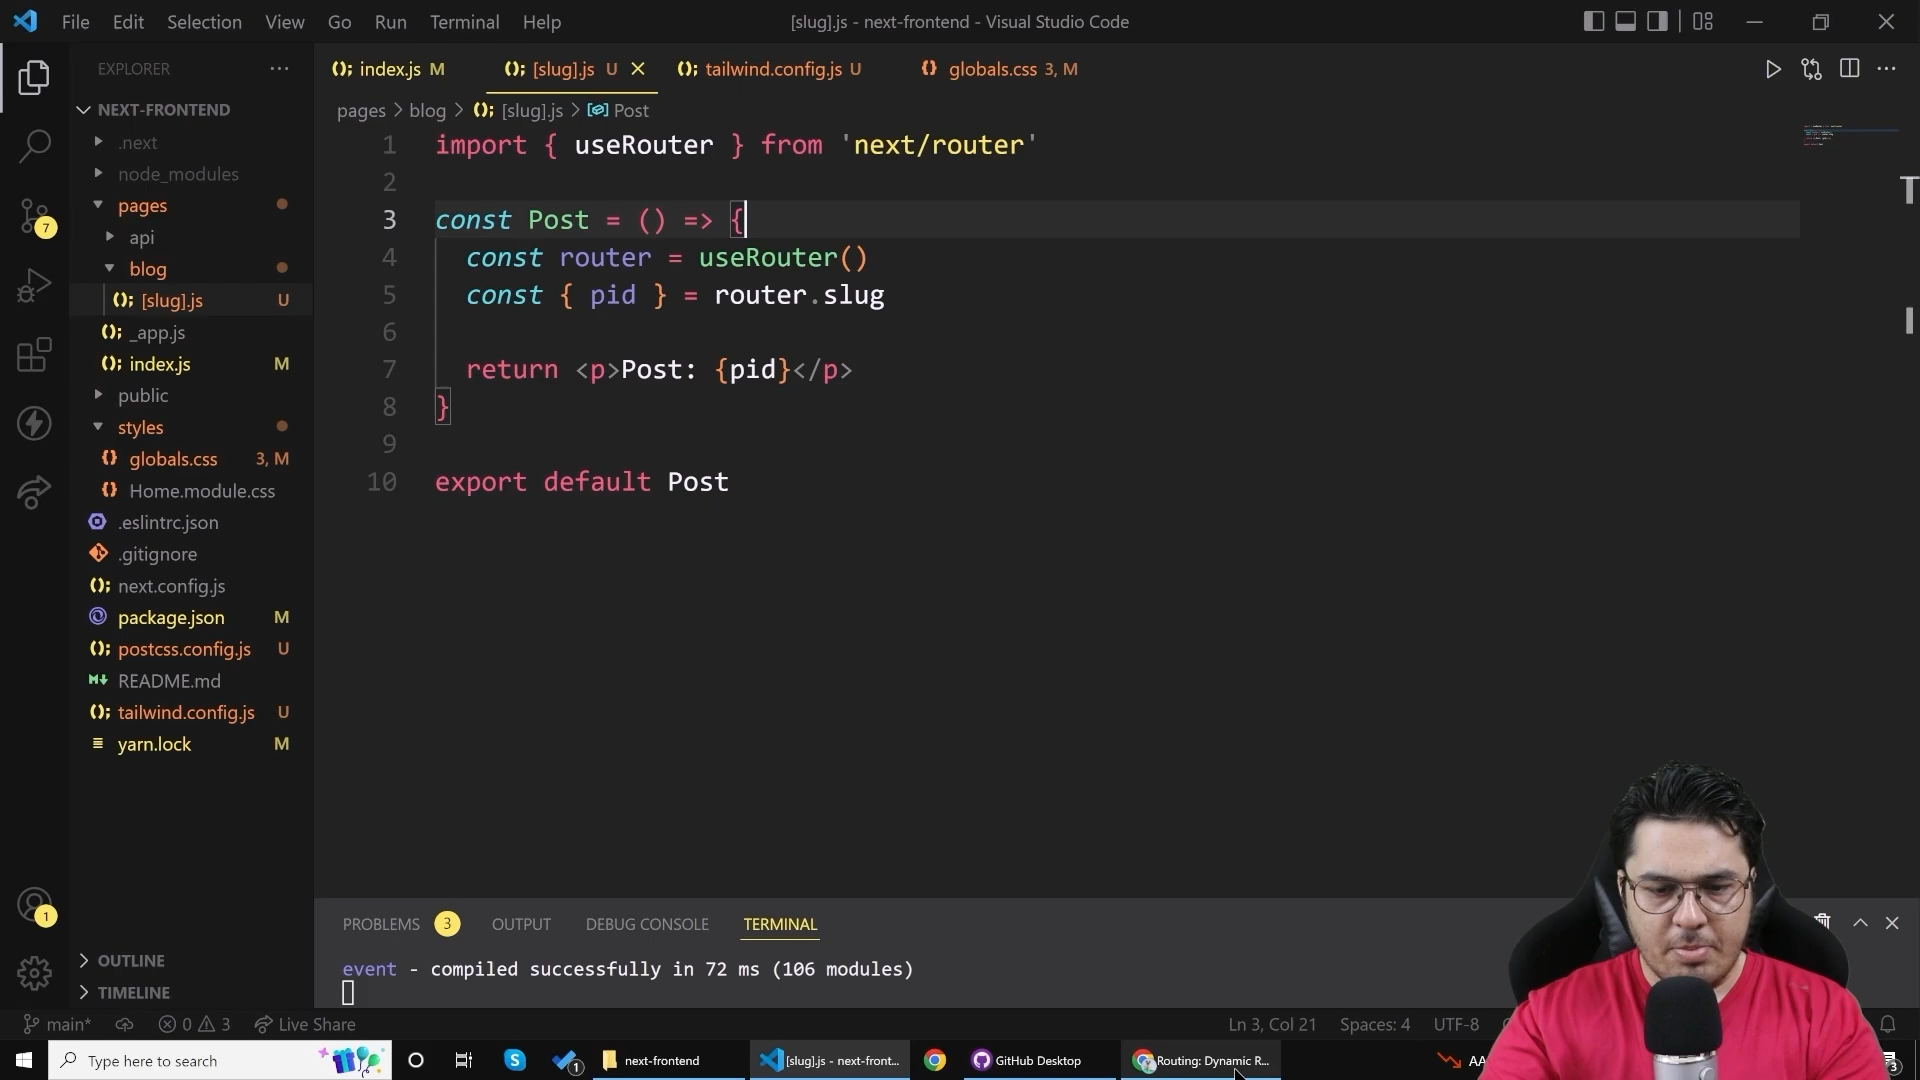 File Edit Selection View Go Run Terminal Help [slug].js - next-frontend - Visual Studio Code
EXPLORER
index.js M
[slug].js U
tailwind.config.js U
globals.css 3, M
NEXT-FRONTEND
.next
node_modules
pages
api
blog
[slug].js U
_app.js
index.js M
public
styles
globals.css 3, M
Home.module.css
.eslintrc.json
.gitignore
next.config.js
package.json M
postcss.config.js U
README.md
tailwind.config.js U
yarn.lock M
OUTLINE
TIMELINE
7
1
pages > blog > [slug].js > Post
1 import { useRouter } from 'next/router'
2
3 const Post = () => {
4 const router = useRouter()
5 const { pid } = router.slug
6
7 return <p>Post: {pid}</p>
8 }
9
10 export default Post
PROBLEMS 3 OUTPUT DEBUG CONSOLE TERMINAL
event - compiled successfully in 72 ms (106 modules)
main* 0 3 Live Share Ln 3, Col 21 Spaces: 4 UTF-8
Type here to search 1 next-frontend [slug].js - next-front... GitHub Desktop Routing: Dynamic R... 3